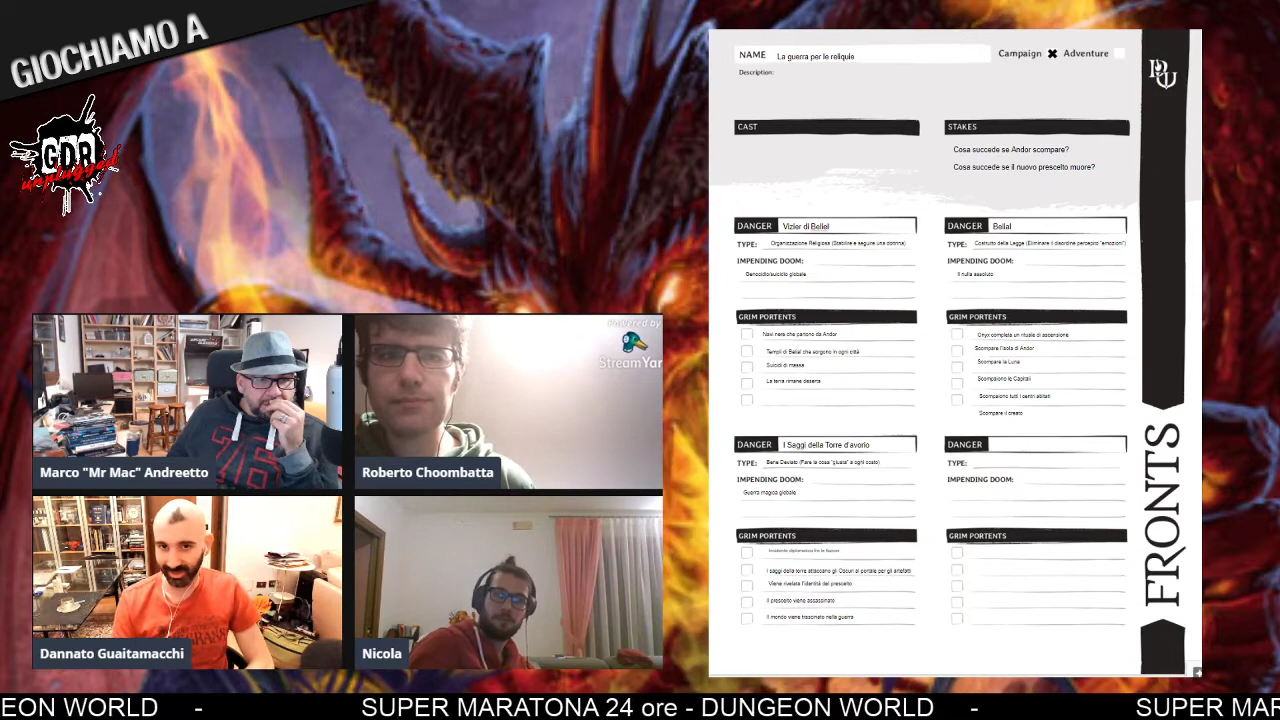 GIOCHIAMO A
GDR
unplugged
Powered by
StreamYar
Marco "Mr Mac" Andreetto
Roberto Choombatta
Dannato Guaitamacchi
Nicola
NAME La guerra per le reliquie
Campaign Adventure
Description:
CAST
STAKES
Cosa succede se Andor scompare?
Cosa succede se il nuovo prescelto muore?
DANGER Vizier di Belial
TYPE: Organizzazione Religiosa (Stabilire e seguire una dottrina)
IMPENDING DOOM:
Genocidio/suicidio globale
GRIM PORTENTS
Navi nere che partono da Andor
Templi di Belial che sorgono in ogni città
Suicidi di massa
La terra rimane deserta
DANGER Belial
TYPE: Costrutto della Legge (Eliminare il disordine percepito "emozioni")
IMPENDING DOOM:
Il nulla assoluto
GRIM PORTENTS
Onyx completa un rituale di ascensione
Scompare l'isola di Andor
Scompare la Luna
Scompaiono le Capitali
Scompaiono tutti i centri abitati
Scompare il creato
DANGER I Saggi della Torre d'avorio
TYPE: Bene Deviato (Fare la cosa "giusta" a ogni costo)
IMPENDING DOOM:
Guerra magica globale
GRIM PORTENTS
Incidente diplomatico fra le
I saggi della torre attaccano gli Oscuri al portale per gli artefatti
Viene rivelata l'identità del prescelto
Il prescelto viene assassinato
Il mondo viene trascinato nella guerra
DANGER
TYPE:
IMPENDING DOOM:
GRIM PORTENTS
FRONTS
EON WORLD - SUPER MARATONA 24 ore - DUNGEON WORLD - SUPER MAR